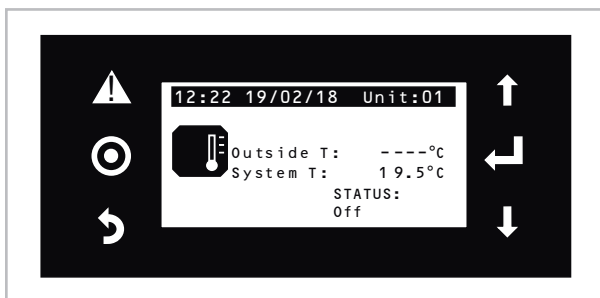 12:22 19/02/18 Unit:01
Outside T: ----°C
System T: 19.5°C
STATUS:
Off